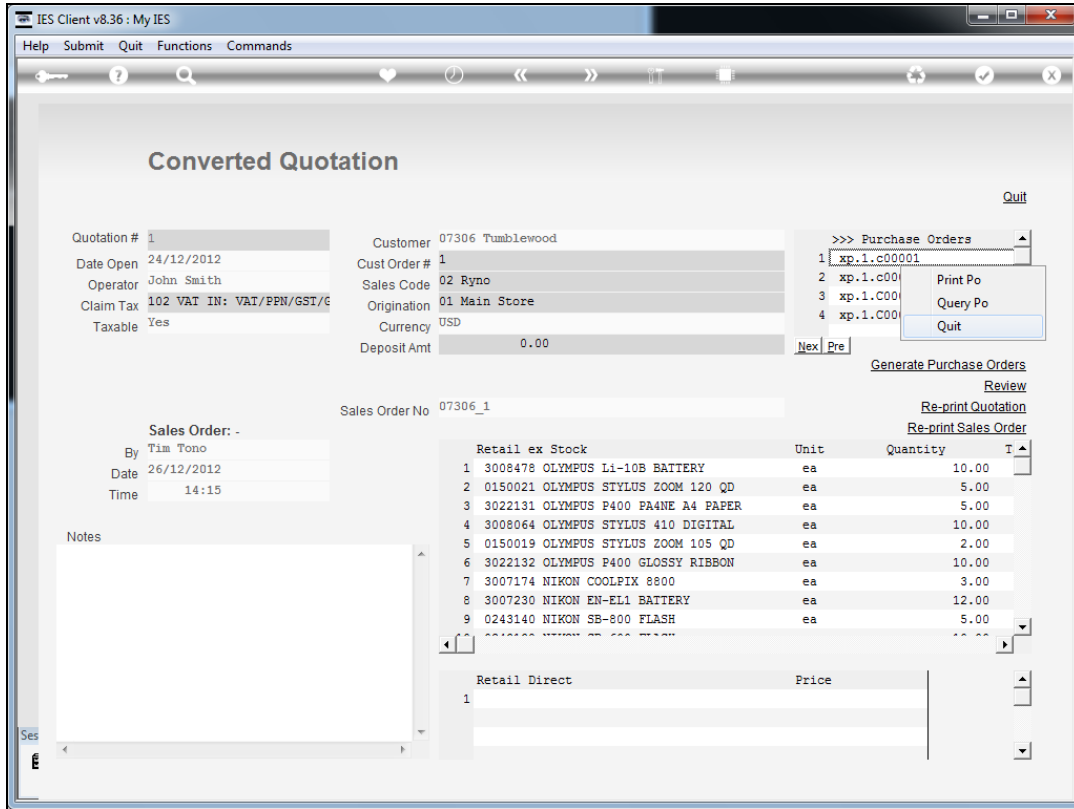 IES Client v8.36 : My IES
Help Submit Quit Functions Commands
Converted Quotation
Quit
Quotation # 1
Date Open 24/12/2012
Operator John Smith
Claim Tax 102 VAT IN: VAT/PPN/GST/G
Taxable Yes
Customer 07306 Tumblewood
Cust Order # 1
Sales Code 02 Ryno
Origination 01 Main Store
Currency USD
Deposit Amt 0.00
>>> Purchase Orders
1 xp.1.c00001
2 xp.1.c00
3 xp.1.C00
4 xp.1.C00
Print Po
Query Po
Quit
Nex Pre
Generate Purchase Orders
Review
Re-print Quotation
Re-print Sales Order
Sales Order No 07306_1
Sales Order: -
By Tim Tono
Date 26/12/2012
Time 14:15
Notes
Retail ex Stock Unit Quantity T
1 3008478 OLYMPUS Li-10B BATTERY ea 10.00
2 0150021 OLYMPUS STYLUS ZOOM 120 QD ea 5.00
3 3022131 OLYMPUS P400 PA4NE A4 PAPER ea 5.00
4 3008064 OLYMPUS STYLUS 410 DIGITAL ea 10.00
5 0150019 OLYMPUS STYLUS ZOOM 105 QD ea 2.00
6 3022132 OLYMPUS P400 GLOSSY RIBBON ea 10.00
7 3007174 NIKON COOLPIX 8800 ea 3.00
8 3007230 NIKON EN-EL1 BATTERY ea 12.00
9 0243140 NIKON SB-800 FLASH ea 5.00
Retail Direct Price
1
Ses